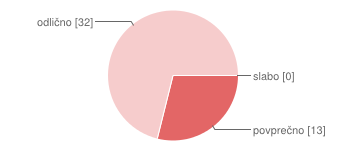 odlično [32]
slabo [0]
povprečno [13]